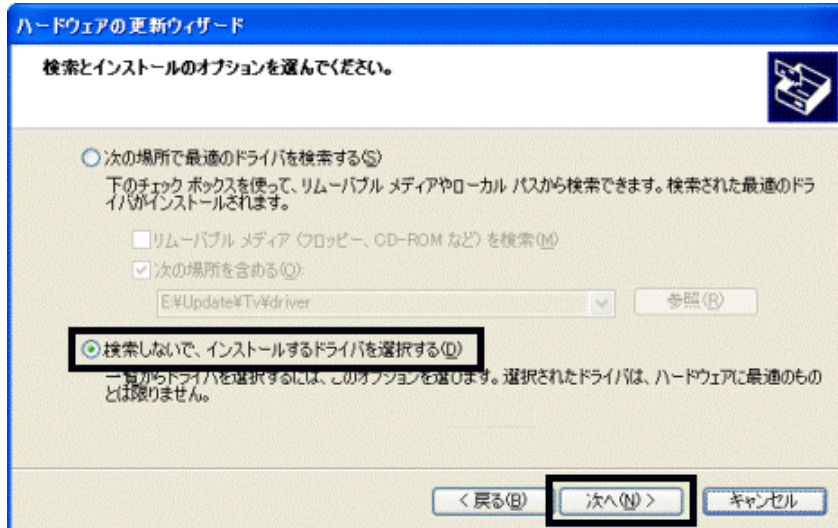 ハードウェアの更新ウィザード
検索とインストールのオプションを選んでください。
次の場所で最適のドライバを検索する(S)
下のチェック ボックスを使って、リムーバブル メディアやローカル パスから検索できます。検索された最適のドラ
イバがインストールされます。
リムーバブル メディア (フロッピー、CD-ROM など) を検索(M)
次の場所を含める(O):
E:¥Update¥Tv¥driver
参照(R)
検索しないで、インストールするドライバを選択する(D)
一覧からドライバを選択するには、このオプションを選びます。選択されたドライバは、ハードウェアに最適のもの
とは限りません。
< 戻る(B)
次へ(N) >
キャンセル